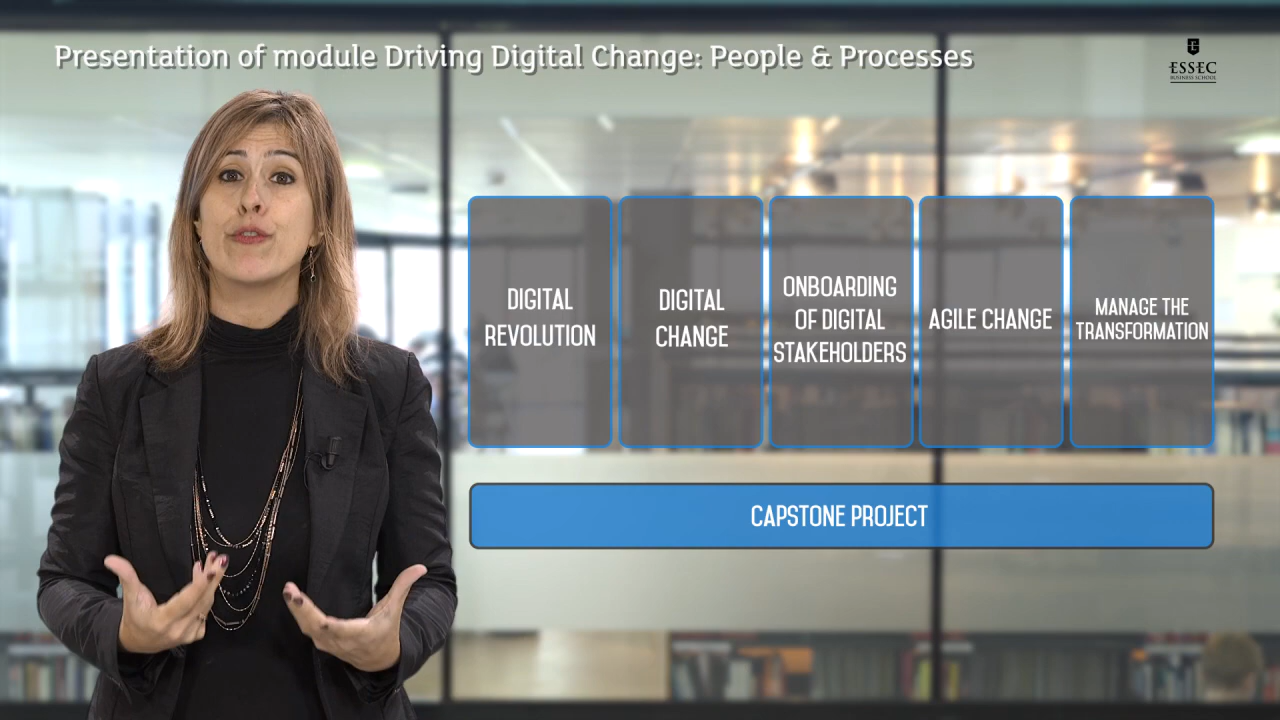 Presentation of module Driving Digital Change: People & Processes
ESSEC
BUSINESS SCHOOL
DIGITAL
REVOLUTION
DIGITAL
CHANGE
ONBOARDING
OF DIGITAL
STAKEHOLDERS
AGILE CHANGE
MANAGE THE
TRANSFORMATION
CAPSTONE PROJECT